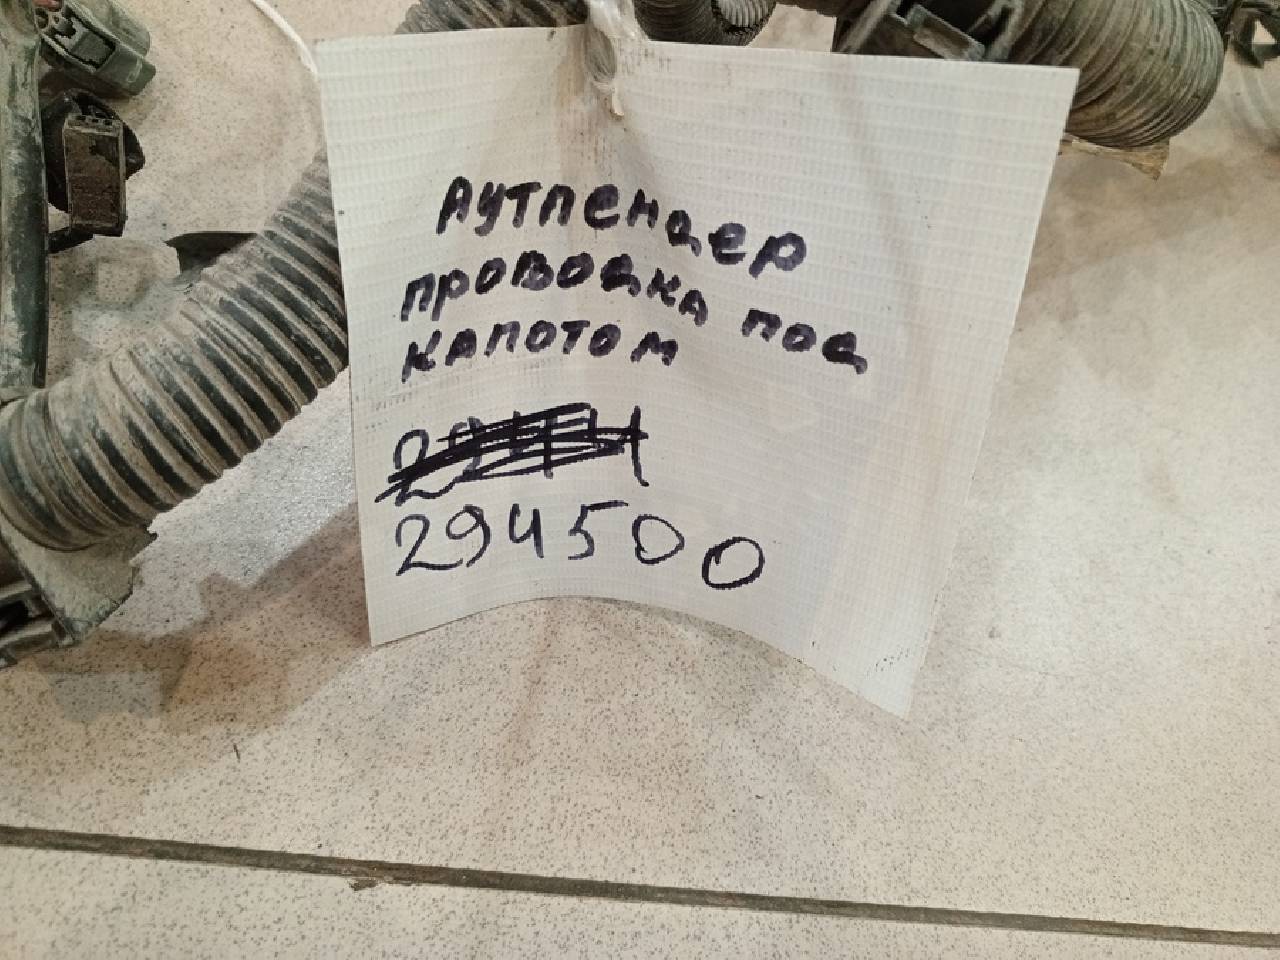 Аутлендер
проводка под
капотом
294500